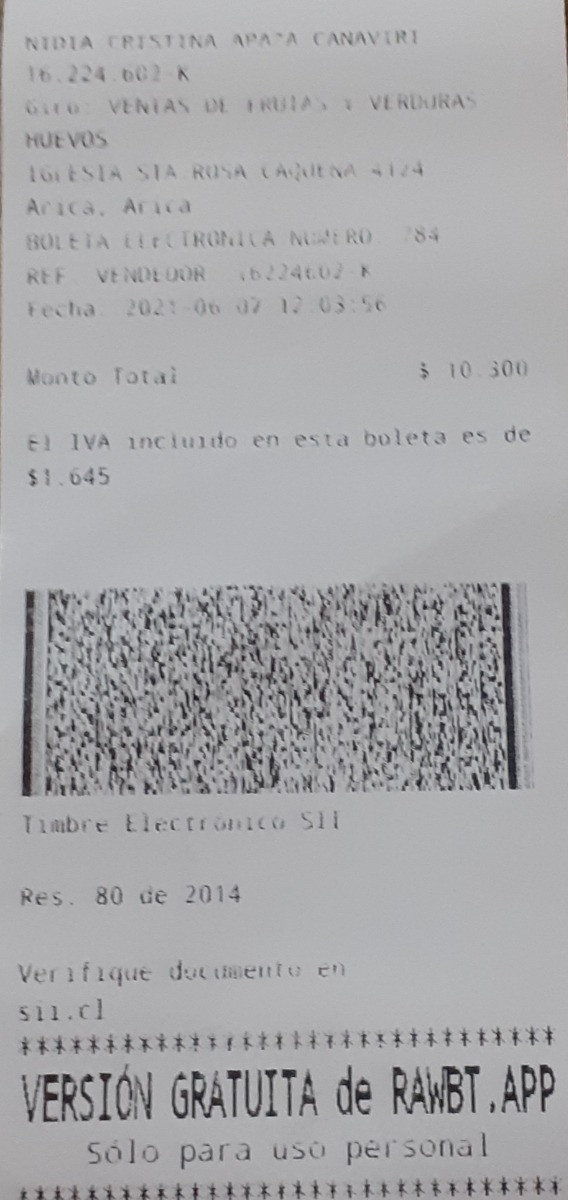 NIDIA CRISTINA APAZA CANAVIRI
16.224.602-K
Giro: VENTAS DE FRUTAS Y VERDURAS
HUEVOS
IGLESIA STA ROSA CAQUENA 4124
Arica, Arica
BOLETA ELECTRONICA NUMERO: 284
REF. VENDEDOR: 16224602-K
Fecha: 2021-06-07 12:03:56
Monto Total $ 10.300
El IVA incluido en esta boleta es de
$1.645
Timbre Electrónico SII
Res. 80 de 2014
Verifique documento en
sii.cl
*********************************
VERSIÓN GRATUITA de RAWBT.APP
Sólo para uso personal
*********************************